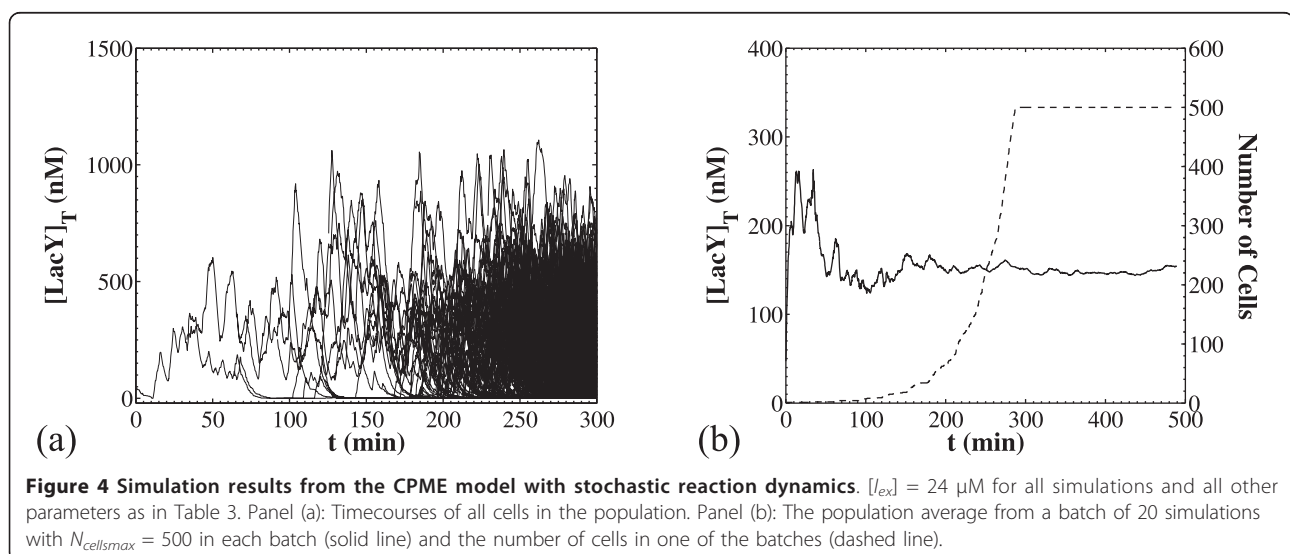 1500
1000
500
0
[LacY]T (nM)
0 50 100 150 200 250 300
t (min)
(a)
400
300
200
100
0
[LacY]T (nM)
600
500
400
300
200
100
0
Number of Cells
0 100 200 300 400 500
t (min)
(b)
Figure 4 Simulation results from the CPME model with stochastic reaction dynamics. [Iex] = 24 μM for all simulations and all other
parameters as in Table 3. Panel (a): Timecourses of all cells in the population. Panel (b): The population average from a batch of 20 simulations
with Ncellsmax = 500 in each batch (solid line) and the number of cells in one of the batches (dashed line).